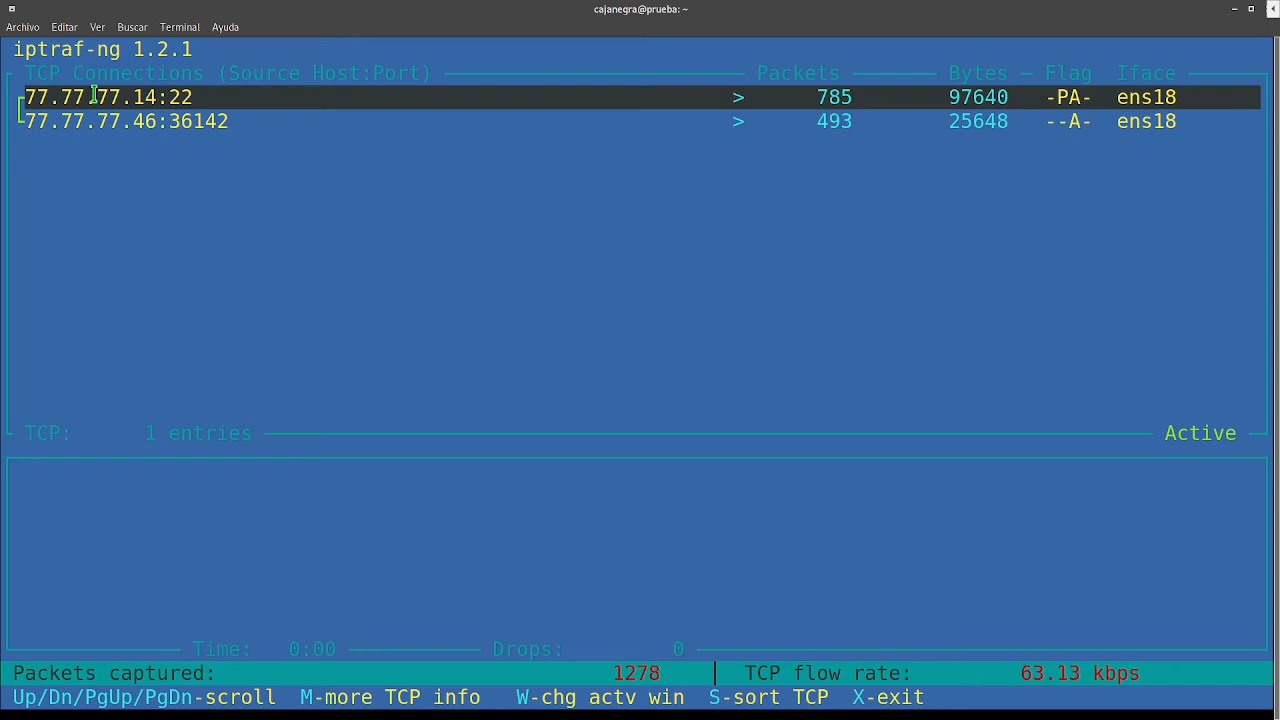 cajanegra@prueba: ~
Archivo Editar Ver Buscar Terminal Ayuda
iptraf-ng 1.2.1
TCP Connections (Source Host:Port) Packets Bytes Flag Iface
77.77.77.14:22 > 785 97640 -PA- ens18
77.77.77.46:36142 > 493 25648 --A- ens18
TCP: 1 entries Active
Time: 0:00 Drops: 0
Packets captured: 1278 TCP flow rate: 63.13 kbps
Up/Dn/PgUp/PgDn-scroll M-more TCP info W-chg actv win S-sort TCP X-exit